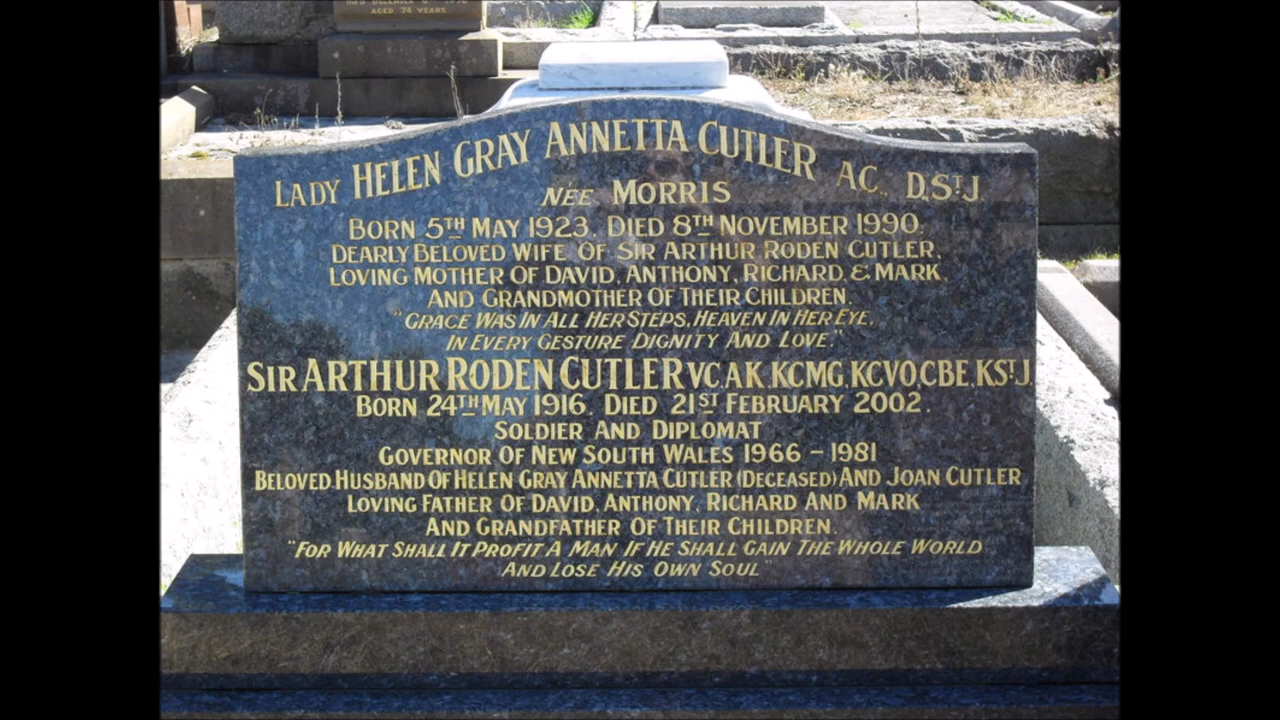 AGED 74 YEARS
LADY HELEN GRAY ANNETTA CUTLER AC., D.ST.J.
NÉE MORRIS
BORN 5TH MAY 1923. DIED 8TH NOVEMBER 1990.
DEARLY BELOVED WIFE OF SIR ARTHUR RODEN CUTLER,
LOVING MOTHER OF DAVID, ANTHONY, RICHARD, & MARK,
AND GRANDMOTHER OF THEIR CHILDREN.
"GRACE WAS IN ALL HER STEPS, HEAVEN IN HER EYE,
IN EVERY GESTURE DIGNITY AND LOVE."
SIR ARTHUR RODEN CUTLER VC, AK, KCMG, KCVO, CBE, KST.J.
BORN 24TH MAY 1916. DIED 21ST FEBRUARY 2002.
SOLDIER AND DIPLOMAT
GOVERNOR OF NEW SOUTH WALES 1966 - 1981
BELOVED HUSBAND OF HELEN GRAY ANNETTA CUTLER (DECEASED) AND JOAN CUTLER
LOVING FATHER OF DAVID, ANTHONY, RICHARD AND MARK
AND GRANDFATHER OF THEIR CHILDREN.
"FOR WHAT SHALL IT PROFIT A MAN IF HE SHALL GAIN THE WHOLE WORLD
AND LOSE HIS OWN SOUL"